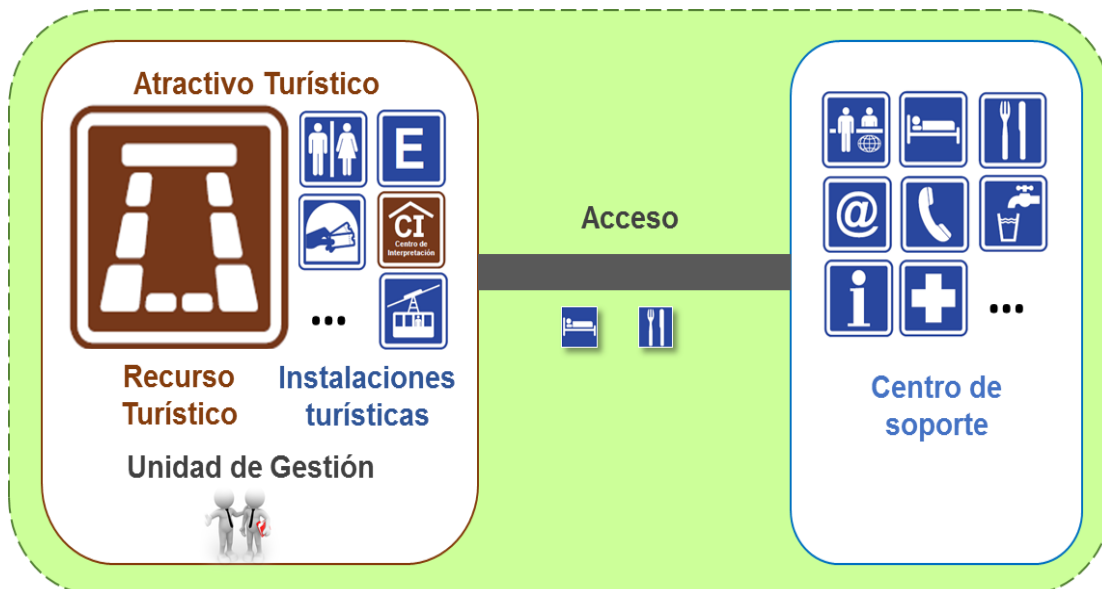 Atractivo Turístico
E
CI
Centro de
Interpretación
@
i
...
Recurso
Turístico
Instalaciones
turísticas
Unidad de Gestión
Acceso
...
Centro de
soporte